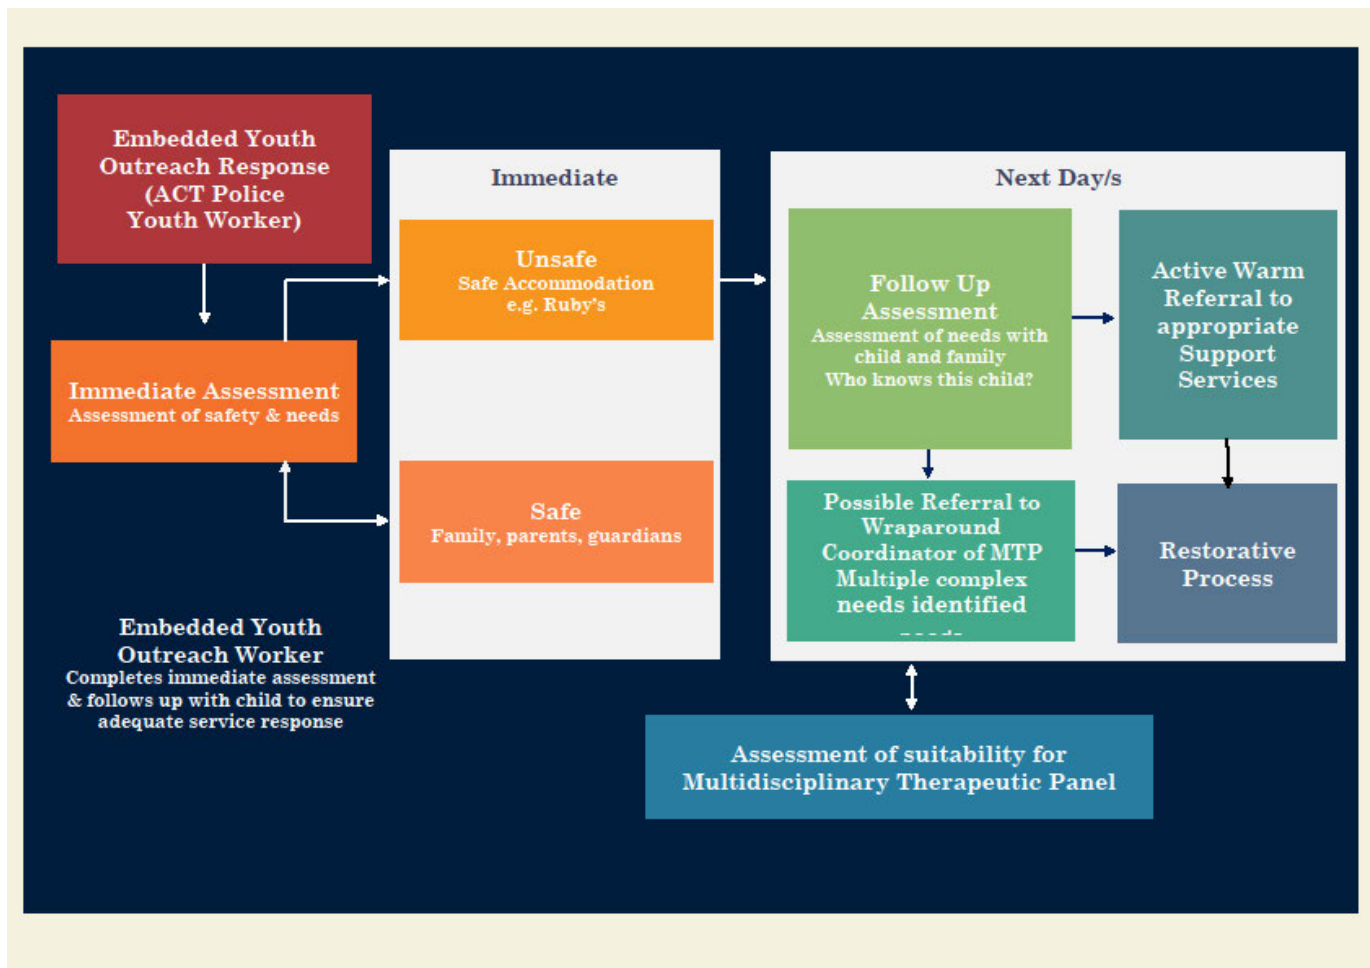 Embedded Youth
Outreach Response
(ACT Police
Youth Worker)
Immediate Assessment
Assessment of safety & needs
Embedded Youth
Outreach Worker
Completes immediate assessment
& follows up with child to ensure
adequate service response
Immediate
Unsafe
Safe Accommodation
e.g. Ruby's
Safe
Family, parents, guardians
Next Day/s
Follow Up
Assessment
Assessment of needs with
child and family
Who knows this child?
Active Warm
Referral to
appropriate
Support
Services
Possible Referral to
Wraparound
Coordinator of MTP
Multiple complex
needs identified
Restorative
Process
Assessment of suitability for
Multidisciplinary Therapeutic Panel